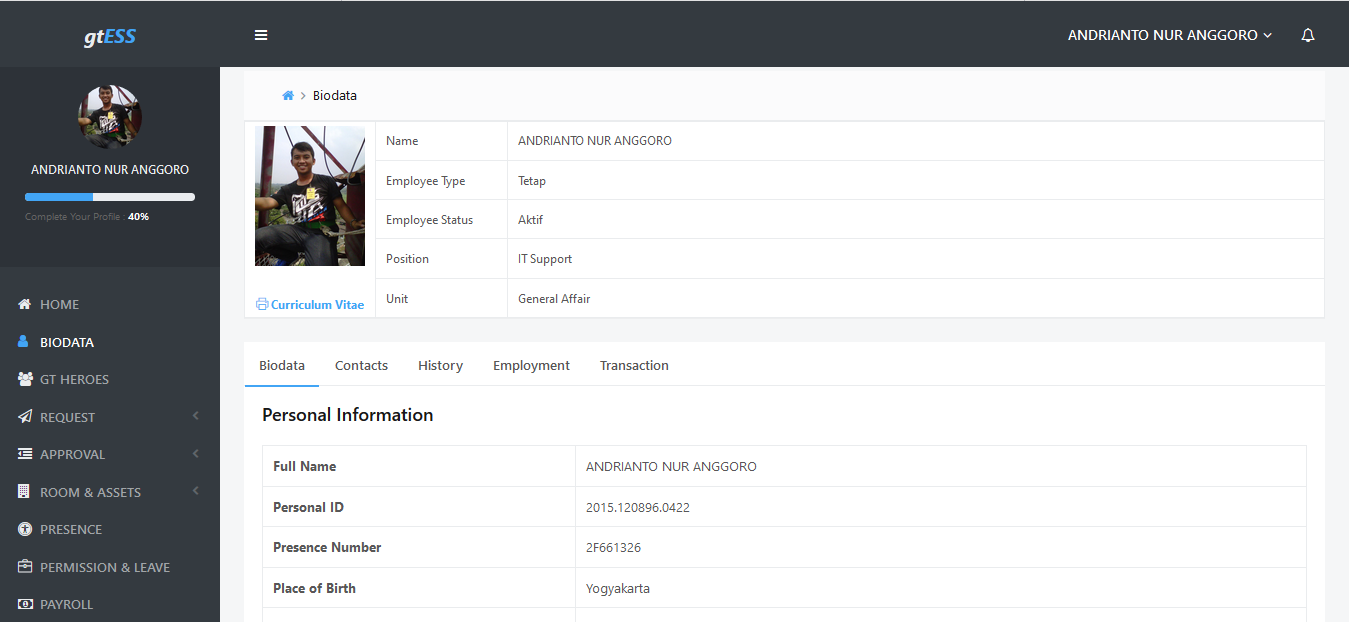 gtESS
ANDRIANTO NUR ANGGORO
ANDRIANTO NUR ANGGORO
Complete Your Profile : 40%
HOME
BIODATA
GT HEROES
REQUEST
APPROVAL
ROOM & ASSETS
PRESENCE
PERMISSION & LEAVE
PAYROLL
Biodata
Curriculum Vitae
Name ANDRIANTO NUR ANGGORO
Employee Type Tetap
Employee Status Aktif
Position IT Support
Unit General Affair
Biodata Contacts History Employment Transaction
Personal Information
Full Name ANDRIANTO NUR ANGGORO
Personal ID 2015.120896.0422
Presence Number 2F661326
Place of Birth Yogyakarta